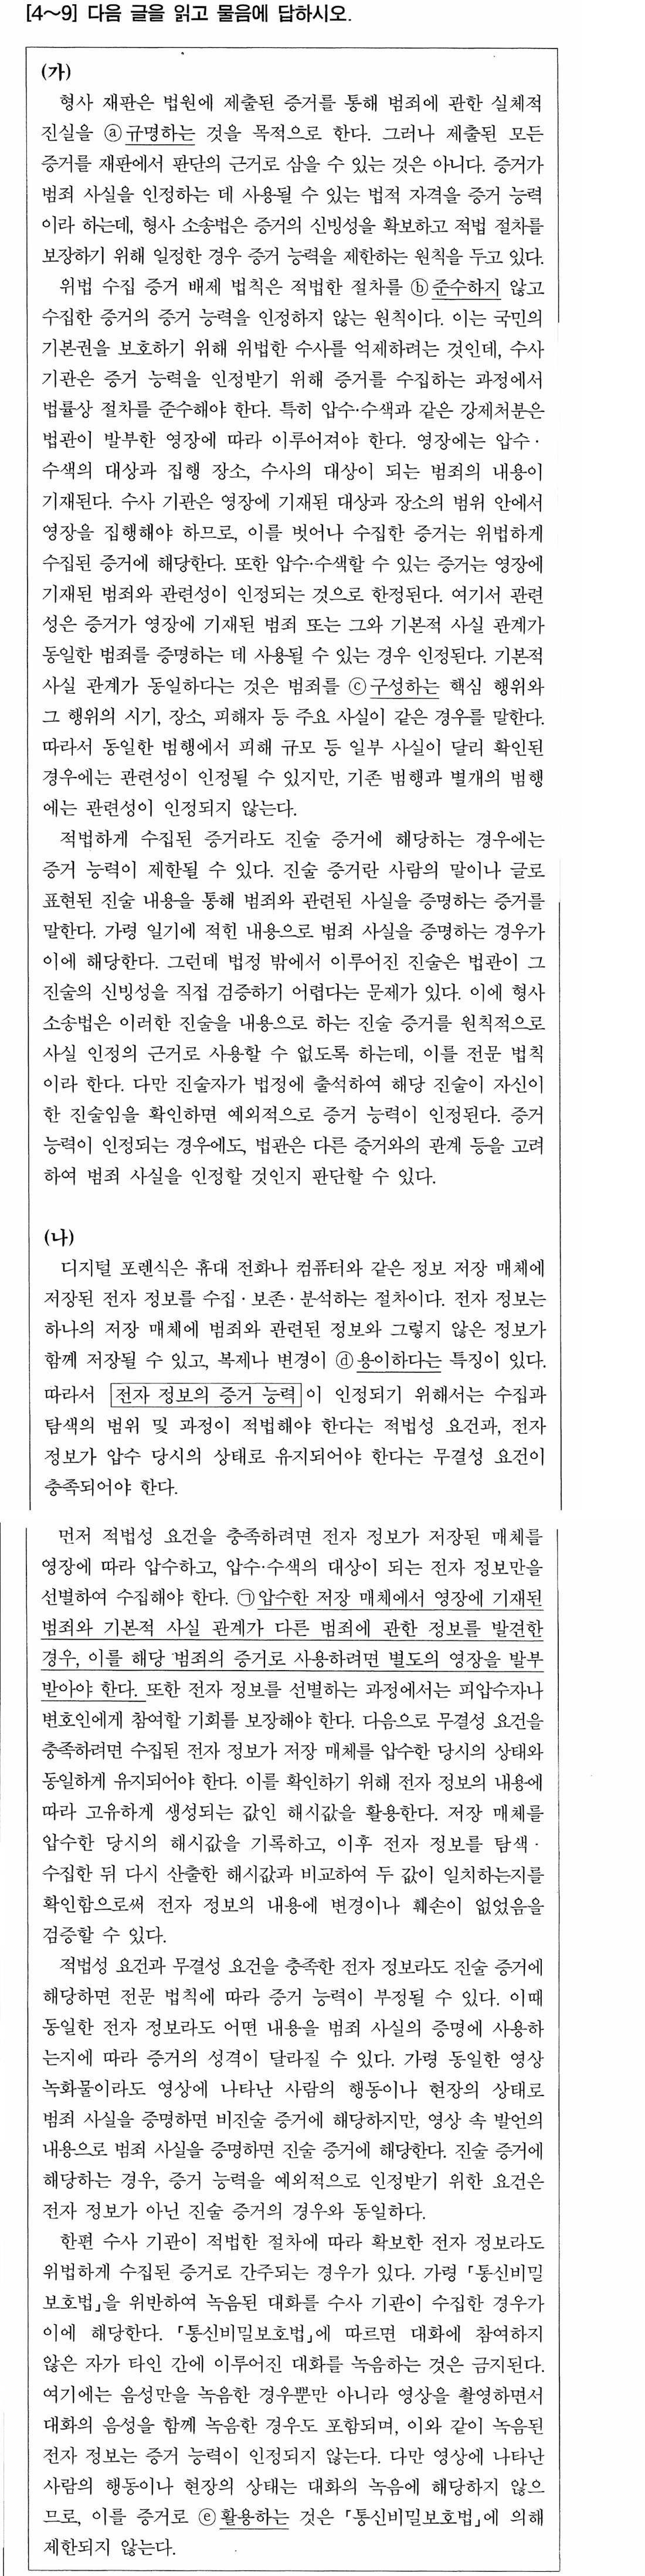 [4～9] 다음 글을 읽고 물음에 답하시오.
(가)
형사 재판은 법원에 제출된 증거를 통해 범죄에 관한 실체적
진실을 ⓐ규명하는 것을 목적으로 한다. 그러나 제출된 모든
증거를 재판에서 판단의 근거로 삼을 수 있는 것은 아니다. 증거가
범죄 사실을 인정하는 데 사용될 수 있는 법적 자격을 증거 능력
이라 하는데, 형사 소송법은 증거의 신빙성을 확보하고 적법 절차를
보장하기 위해 일정한 경우 증거 능력을 제한하는 원칙을 두고 있다.
위법 수집 증거 배제 법칙은 적법한 절차를 ⓑ준수하지 않고
수집한 증거의 증거 능력을 인정하지 않는 원칙이다. 이는 국민의
기본권을 보호하기 위해 위법한 수사를 억제하려는 것인데, 수사
기관은 증거 능력을 인정받기 위해 증거를 수집하는 과정에서
법률상 절차를 준수해야 한다. 특히 압수·수색과 같은 강제처분은
법관이 발부한 영장에 따라 이루어져야 한다. 영장에는 압수·
수색의 대상과 집행 장소, 수사의 대상이 되는 범죄의 내용이
기재된다. 수사 기관은 영장에 기재된 대상과 장소의 범위 안에서
영장을 집행해야 하므로, 이를 벗어나 수집한 증거는 위법하게
수집된 증거에 해당한다. 또한 압수·수색할 수 있는 증거는 영장에
기재된 범죄와 관련성이 인정되는 것으로 한정된다. 여기서 관련
성은 증거가 영장에 기재된 범죄 또는 그와 기본적 사실 관계가
동일한 범죄를 증명하는 데 사용될 수 있는 경우 인정된다. 기본적
사실 관계가 동일하다는 것은 범죄를 ⓒ구성하는 핵심 행위와
그 행위의 시기, 장소, 피해자 등 주요 사실이 같은 경우를 말한다.
따라서 동일한 범행에서 피해 규모 등 일부 사실이 달리 확인된
경우에는 관련성이 인정될 수 있지만, 기존 범행과 별개의 범행
에는 관련성이 인정되지 않는다.
적법하게 수집된 증거라도 진술 증거에 해당하는 경우에는
증거 능력이 제한될 수 있다. 진술 증거란 사람의 말이나 글로
표현된 진술 내용을 통해 범죄와 관련된 사실을 증명하는 증거를
말한다. 가령 일기에 적힌 내용으로 범죄 사실을 증명하는 경우가
이에 해당한다. 그런데 법정 밖에서 이루어진 진술은 법관이 그
진술의 신빙성을 직접 검증하기 어렵다는 문제가 있다. 이에 형사
소송법은 이러한 진술을 내용으로 하는 진술 증거를 원칙적으로
사실 인정의 근거로 사용할 수 없도록 하는데, 이를 전문 법칙
이라 한다. 다만 진술자가 법정에 출석하여 해당 진술이 자신이
한 진술임을 확인하면 예외적으로 증거 능력이 인정된다. 증거
능력이 인정되는 경우에도, 법관은 다른 증거와의 관계 등을 고려
하여 범죄 사실을 인정할 것인지 판단할 수 있다.
(나)
디지털 포렌식은 휴대 전화나 컴퓨터와 같은 정보 저장 매체에
저장된 전자 정보를 수집·보존·분석하는 절차이다. 전자 정보는
하나의 저장 매체에 범죄와 관련된 정보와 그렇지 않은 정보가
함께 저장될 수 있고, 복제나 변경이 ⓓ용이하다는 특징이 있다.
따라서 전자 정보의 증거 능력이 인정되기 위해서는 수집과
탐색의 범위 및 과정이 적법해야 한다는 적법성 요건과, 전자
정보가 압수 당시의 상태로 유지되어야 한다는 무결성 요건이
충족되어야 한다.
먼저 적법성 요건을 충족하려면 전자 정보가 저장된 매체를
영장에 따라 압수하고, 압수·수색의 대상이 되는 전자 정보만을
선별하여 수집해야 한다. ㉠압수한 저장 매체에서 영장에 기재된
범죄와 기본적 사실 관계가 다른 범죄에 관한 정보를 발견한
경우, 이를 해당 범죄의 증거로 사용하려면 별도의 영장을 발부
받아야 한다. 또한 전자 정보를 선별하는 과정에서는 피압수자나
변호인에게 참여할 기회를 보장해야 한다. 다음으로 무결성 요건을
충족하려면 수집된 전자 정보가 저장 매체를 압수한 당시의 상태와
동일하게 유지되어야 한다. 이를 확인하기 위해 전자 정보의 내용에
따라 고유하게 생성되는 값인 해시값을 활용한다. 저장 매체를
압수한 당시의 해시값을 기록하고, 이후 전자 정보를 탐색·
수집한 뒤 다시 산출한 해시값과 비교하여 두 값이 일치하는지를
확인함으로써 전자 정보의 내용에 변경이나 훼손이 없었음을
검증할 수 있다.
적법성 요건과 무결성 요건을 충족한 전자 정보라도 진술 증거에
해당하면 전문 법칙에 따라 증거 능력이 부정될 수 있다. 이때
동일한 전자 정보라도 어떤 내용을 범죄 사실의 증명에 사용하
는지에 따라 증거의 성격이 달라질 수 있다. 가령 동일한 영상
녹화물이라도 영상에 나타난 사람의 행동이나 현장의 상태로
범죄 사실을 증명하면 비진술 증거에 해당하지만, 영상 속 발언의
내용으로 범죄 사실을 증명하면 진술 증거에 해당한다. 진술 증거에
해당하는 경우, 증거 능력을 예외적으로 인정받기 위한 요건은
전자 정보가 아닌 진술 증거의 경우와 동일하다.
한편 수사 기관이 적법한 절차에 따라 확보한 전자 정보라도
위법하게 수집된 증거로 간주되는 경우가 있다. 가령 「통신비밀
보호법」을 위반하여 녹음된 대화를 수사 기관이 수집한 경우가
이에 해당한다. 「통신비밀보호법」에 따르면 대화에 참여하지
않은 자가 타인 간에 이루어진 대화를 녹음하는 것은 금지된다.
여기에는 음성만을 녹음한 경우뿐만 아니라 영상을 촬영하면서
대화의 음성을 함께 녹음한 경우도 포함되며, 이와 같이 녹음된
전자 정보는 증거 능력이 인정되지 않는다. 다만 영상에 나타난
사람의 행동이나 현장의 상태는 대화의 녹음에 해당하지 않으
므로, 이를 증거로 ⓔ활용하는 것은 「통신비밀보호법」에 의해
제한되지 않는다.